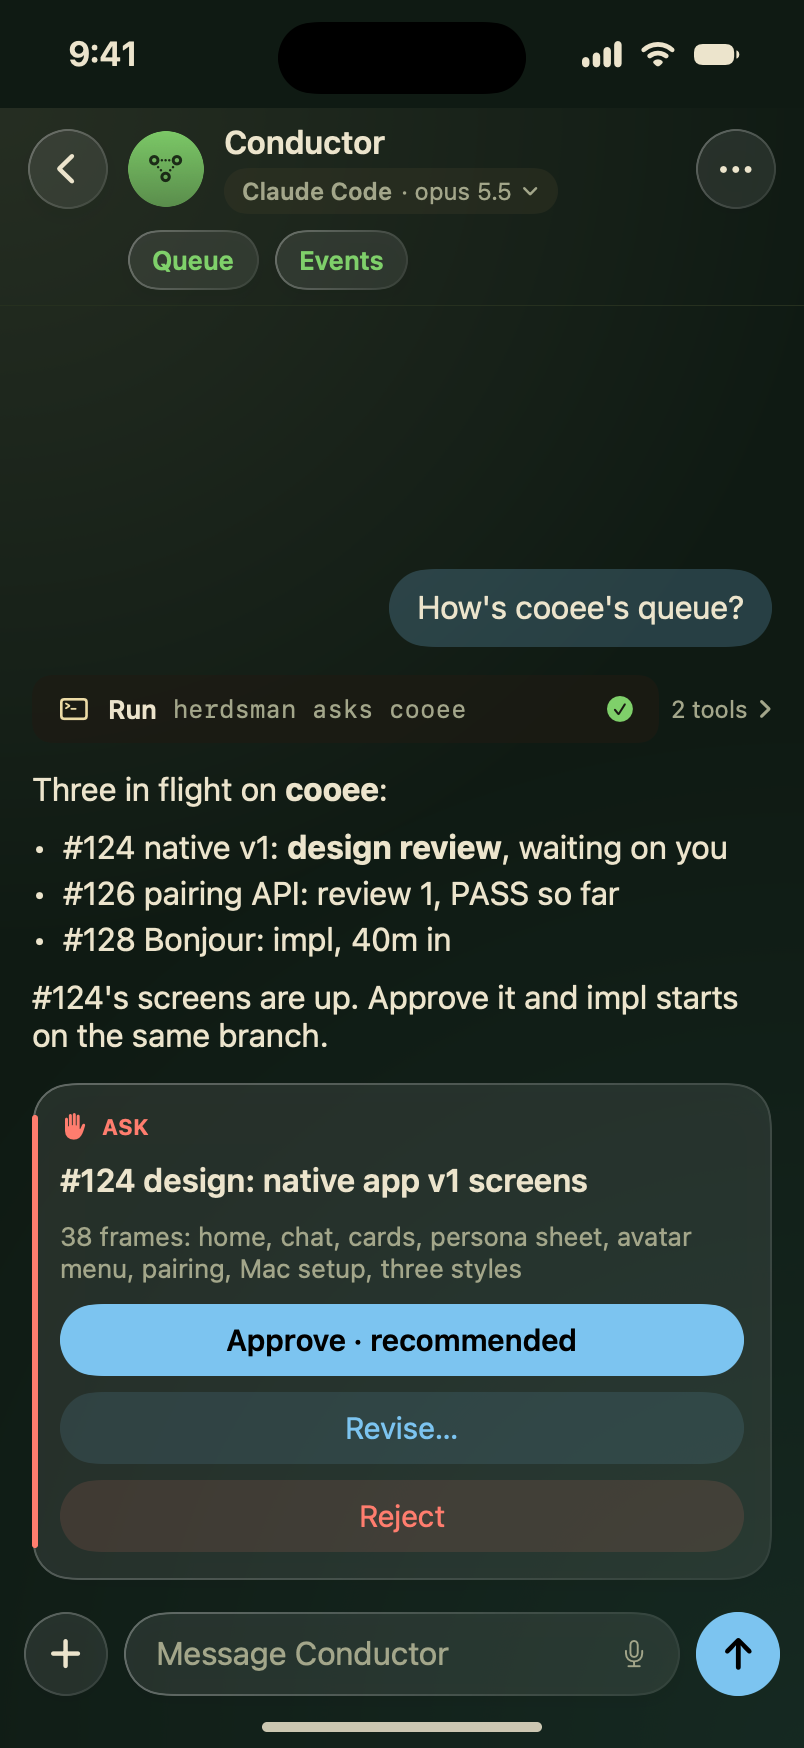 9:41
Conductor
Claude Code · opus 5.5
Queue
Events
How's cooee's queue?
Run herdsman asks cooee
2 tools
Three in flight on cooee:
• #124 native v1: design review, waiting on you
• #126 pairing API: review 1, PASS so far
• #128 Bonjour: impl, 40m in
#124's screens are up. Approve it and impl starts
on the same branch.
ASK
#124 design: native app v1 screens
38 frames: home, chat, cards, persona sheet, avatar
menu, pairing, Mac setup, three styles
Approve · recommended
Revise...
Reject
Message Conductor